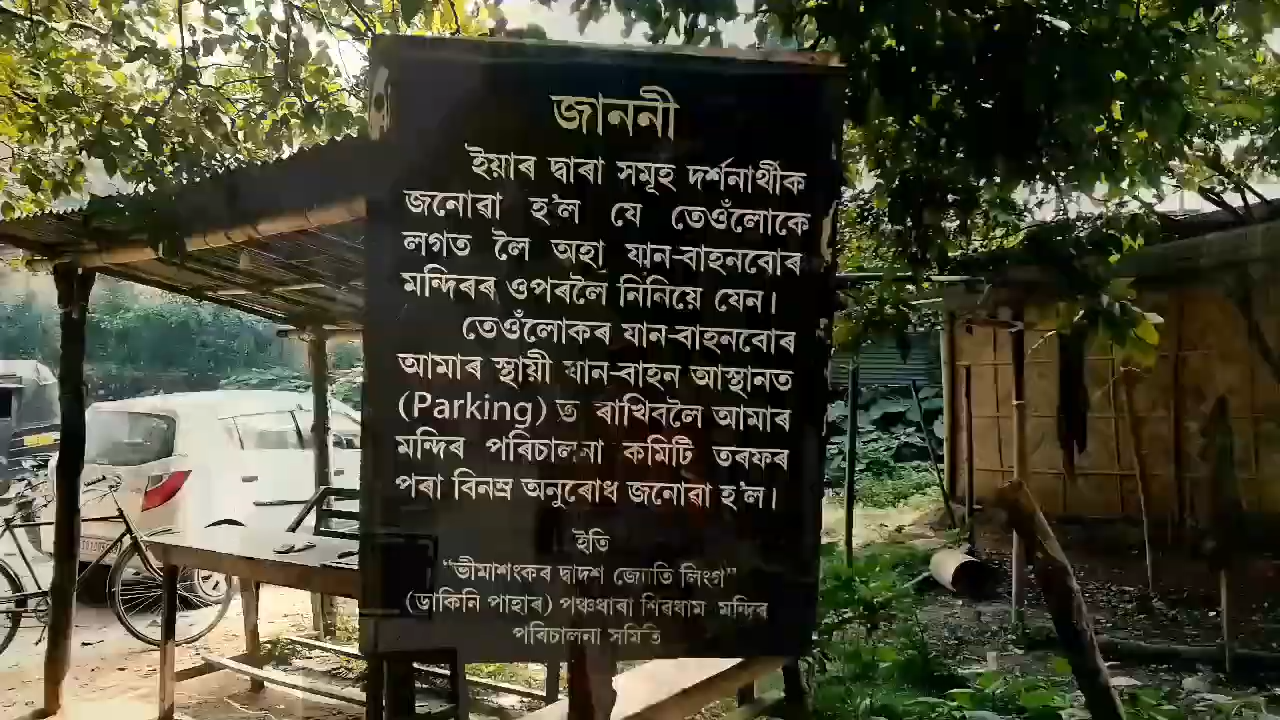 জাননী
ইয়াৰ দ্বাৰা সমূহ দৰ্শনাৰ্থীক
জনোৱা হ'ল যে তেওঁলোকে
লগত লৈ অহা যান-বাহনবোৰ
মন্দিৰৰ ওপৰলৈ নিনিয়ে যেন।
তেওঁলোকৰ যান-বাহনবোৰ
আমাৰ স্থায়ী যান-বাহন আস্থানত
(Parking) ত ৰাখিবলৈ আমাৰ
মন্দিৰ পৰিচালনা কমিটি তৰফৰ
পৰা বিনম্ৰ অনুৰোধ জনোৱা হ'ল।
ইতি
“ভীমাশংকৰ দ্বাদশ জ্যোতি লিংগ”
(ডাকিনি পাহাৰ) পঞ্চধাৰা শিৱধাম মন্দিৰ
পৰিচালনা সমিতি